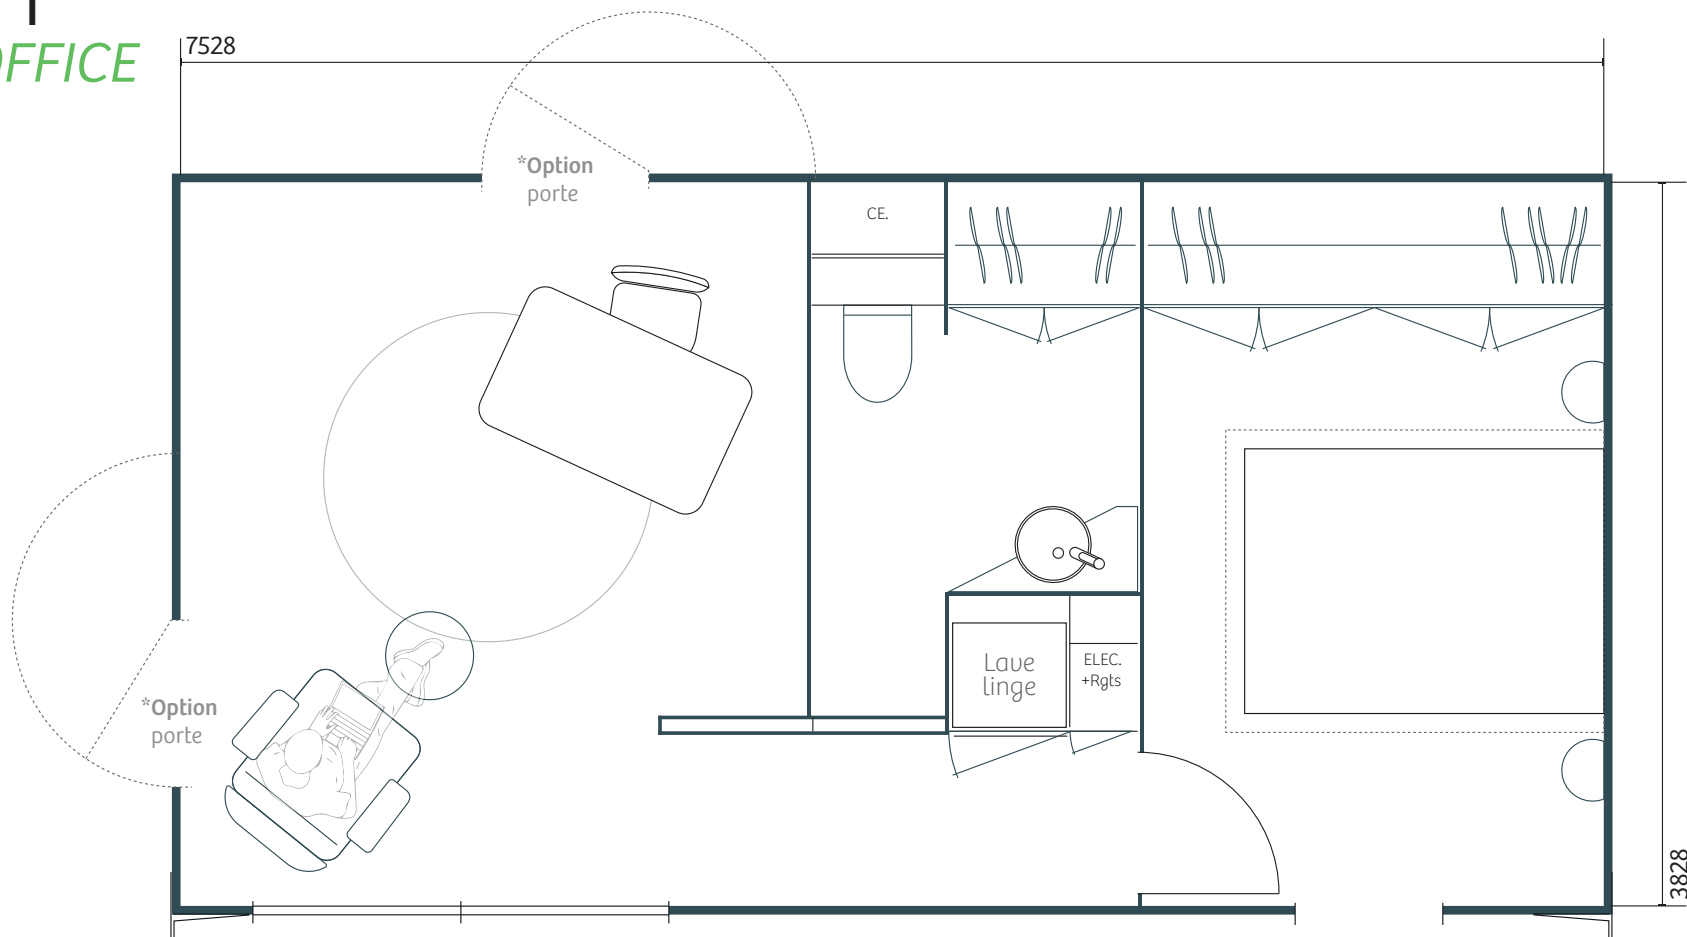 OFFICE
7528
*Option
porte
CE.
Lave
linge
ELEC.
+Rgts
*Option
porte
3828